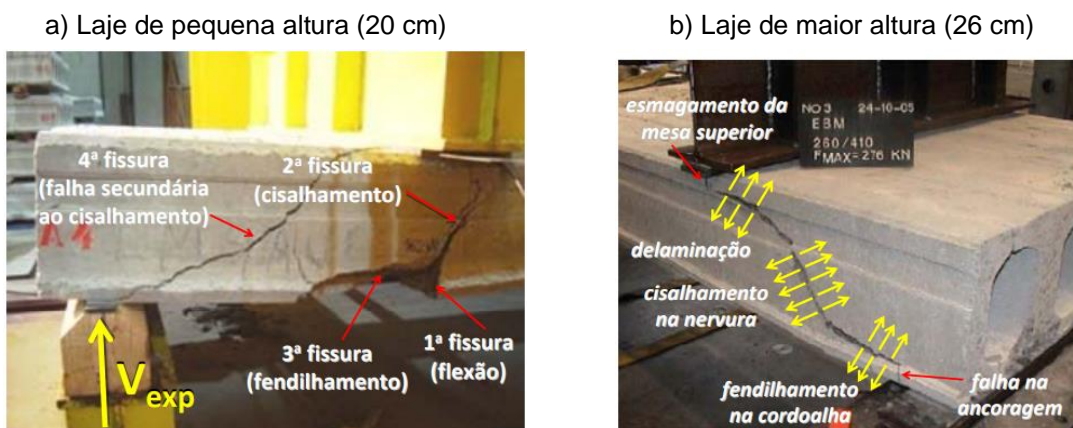 a) Laje de pequena altura (20 cm)
b) Laje de maior altura (26 cm)
4ª fissura
(falha secundária
ao cisalhamento)
2ª fissura
(cisalhamento)
3ª fissura
(fendilhamento)
1ª fissura
(flexão)
Vexp
esmagamento da
mesa superior
NO 3 24-10-05
EBM
260/410
FMAX=276 KN
delaminação
cisalhamento
na nervura
fendilhamento
na cordoalha
falha na
ancoragem